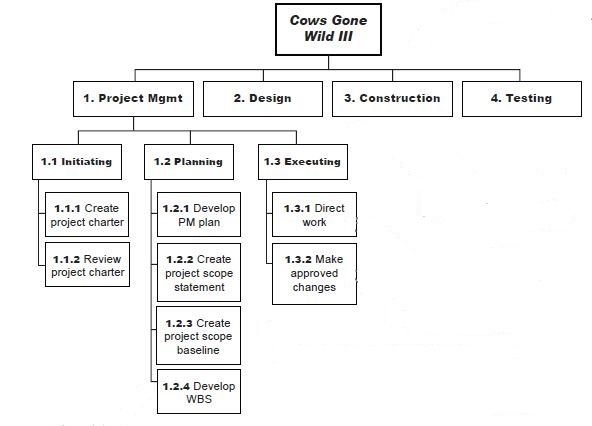 Cows Gone
Wild III
1. Project Mgmt
2. Design
3. Construction
4. Testing
1.1 Initiating
1.2 Planning
1.3 Executing
1.1.1 Create
project charter
1.1.2 Review
project charter
1.2.1 Develop
PM plan
1.2.2 Create
project scope
statement
1.2.3 Create
project scope
baseline
1.2.4 Develop
WBS
1.3.1 Direct
work
1.3.2 Make
approved
changes